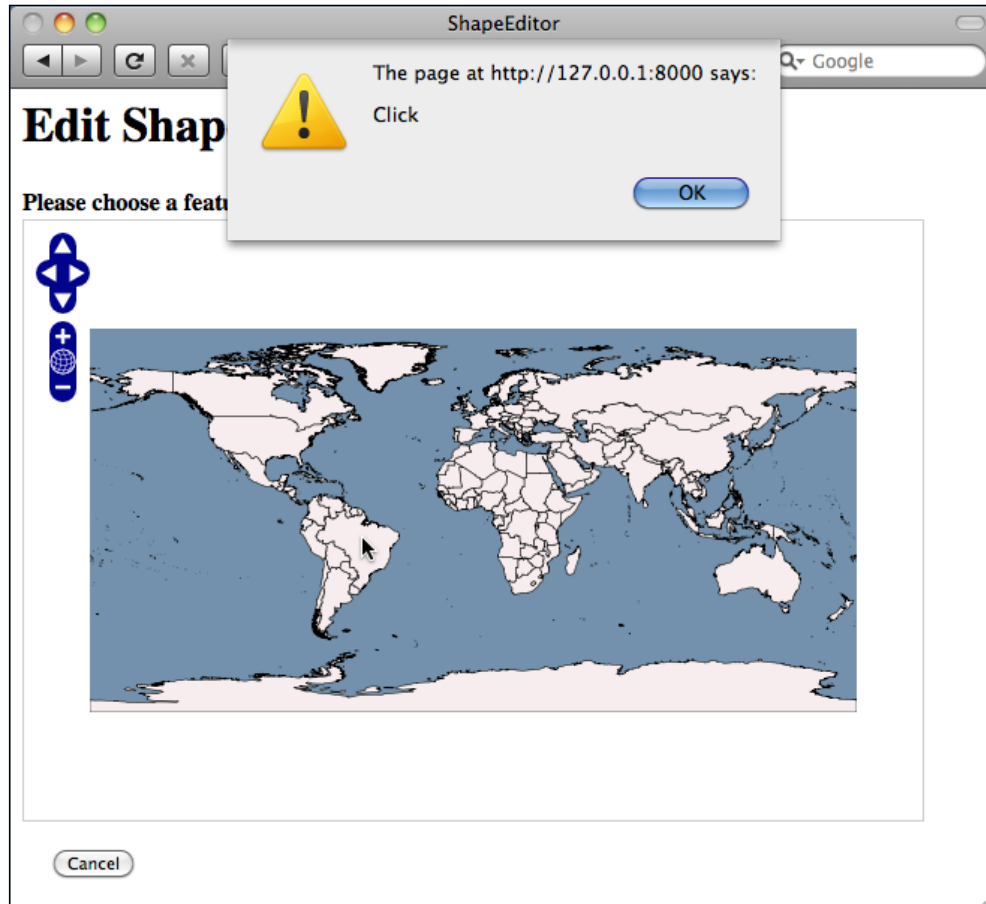 ShapeEditor
Google
The page at http://127.0.0.1:8000 says:
Click
OK
Edit Shap
Please choose a featu
Cancel